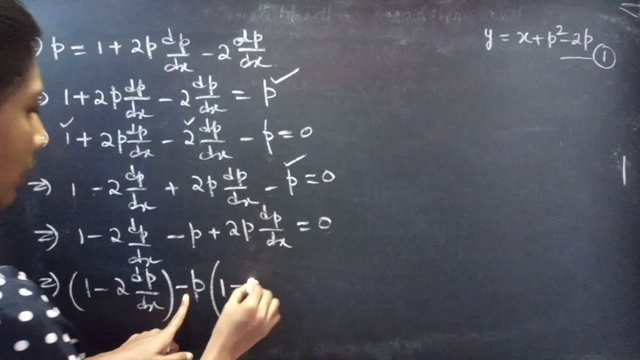 ⇒ p = 1 + 2p dp/dx - 2 dp/dx
y = x + p² - 2p ①
⇒ 1 + 2p dp/dx - 2 dp/dx = p
⇒ 1 + 2p dp/dx - 2 dp/dx - p = 0
⇒ 1 - 2 dp/dx + 2p dp/dx - p = 0
⇒ 1 - 2 dp/dx - p + 2p dp/dx = 0
⇒ (1 - 2 dp/dx) - p (1 -